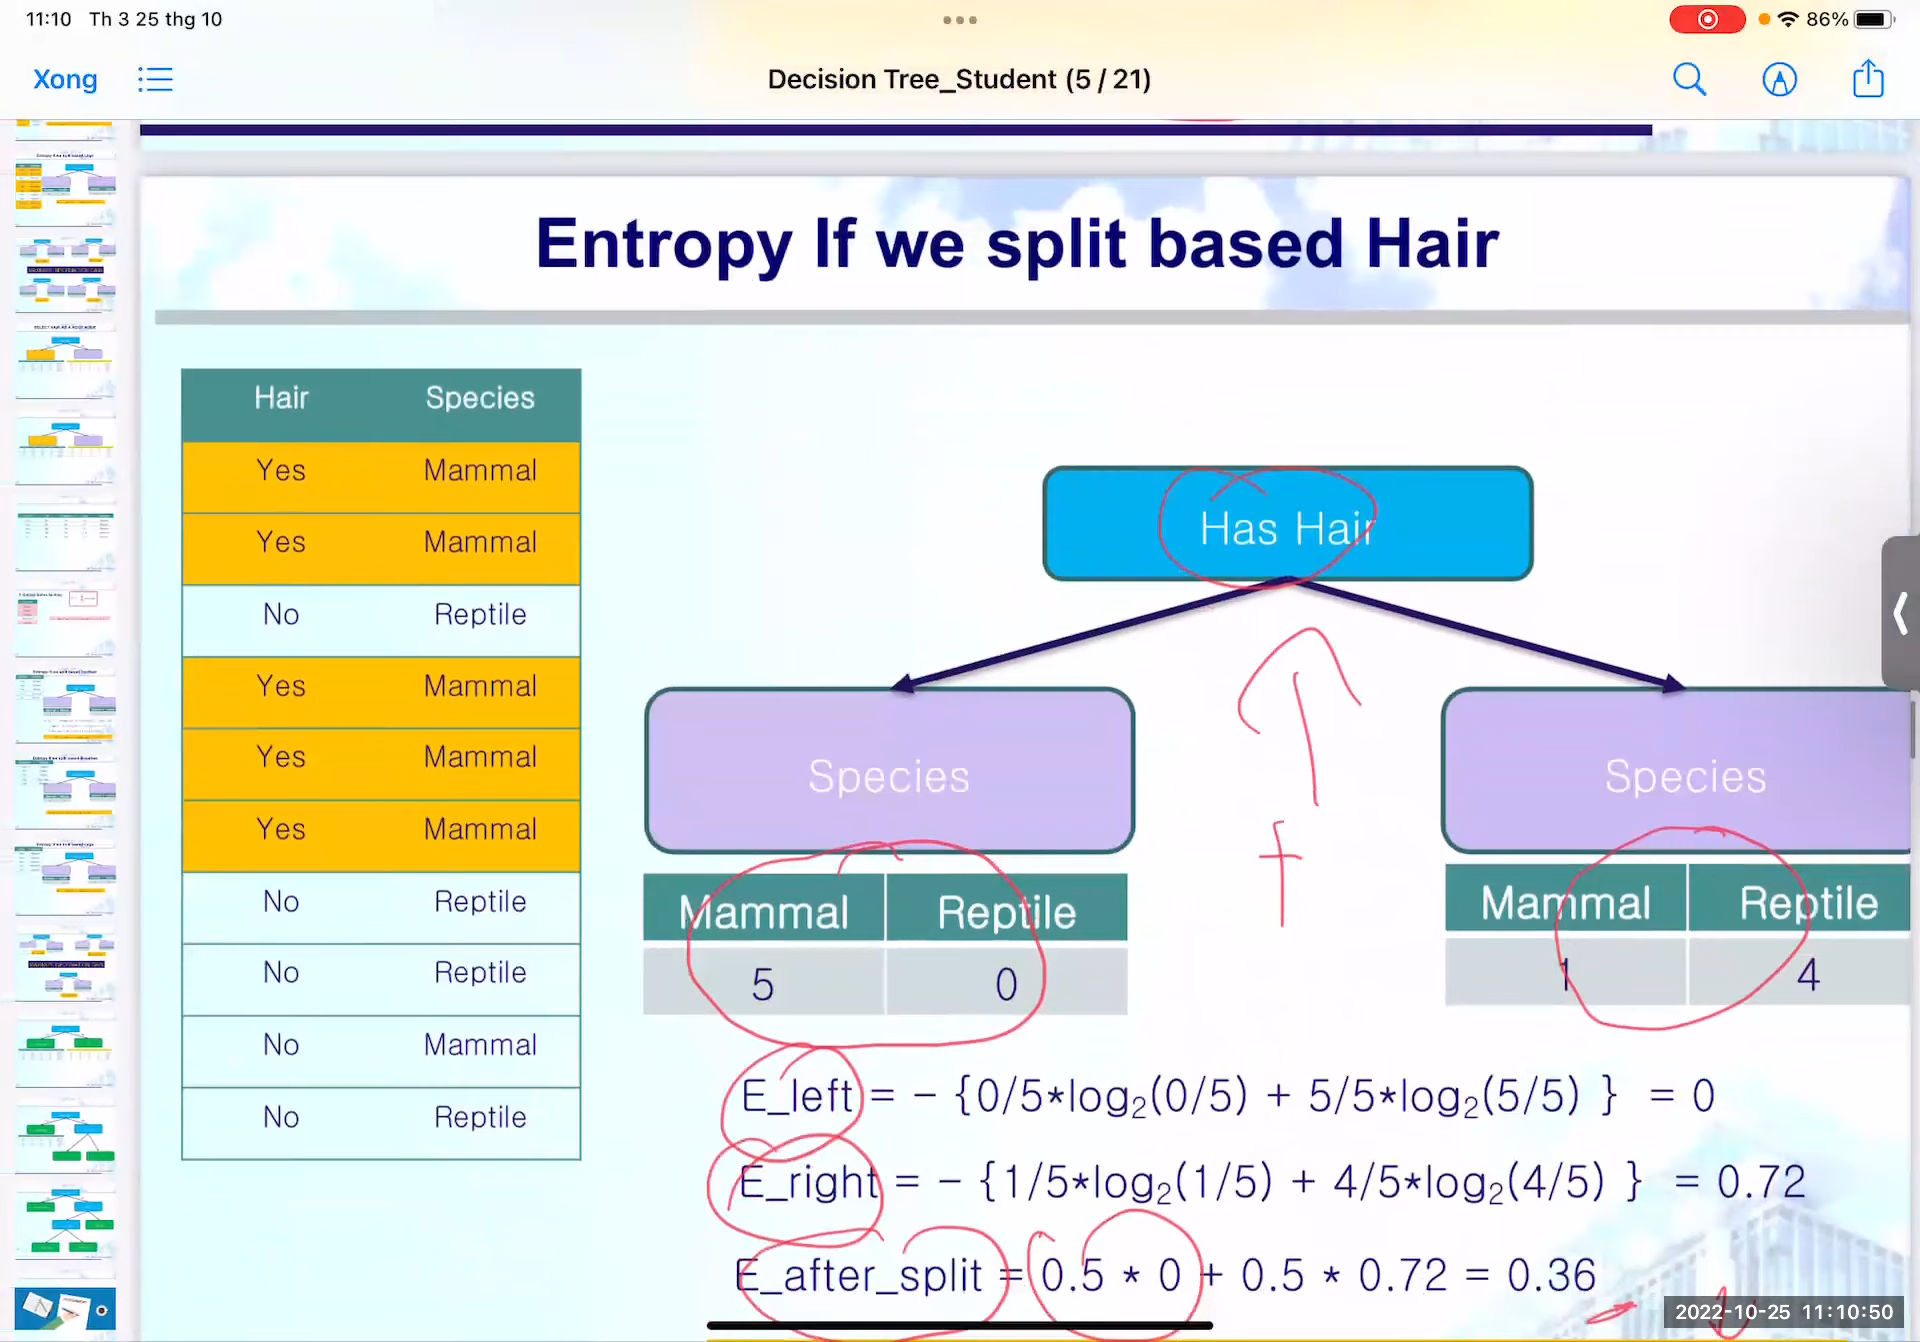 11:10 Th 3 25 thg 10
86%
Xong
Decision Tree_Student (5 / 21)
Entropy If we split based Hair
Hair Species
Yes Mammal
Yes Mammal
No Reptile
Yes Mammal
Yes Mammal
Yes Mammal
No Reptile
No Reptile
No Mammal
No Reptile
Has Hair
Species
Species
Mammal Reptile
5 0
Mammal Reptile
1 4
E_left = – {0/5*log₂(0/5) + 5/5*log₂(5/5) } = 0
E_right = – {1/5*log₂(1/5) + 4/5*log₂(4/5) } = 0.72
E_after_split = 0.5 * 0 + 0.5 * 0.72 = 0.36
2022-10-25 11:10:50